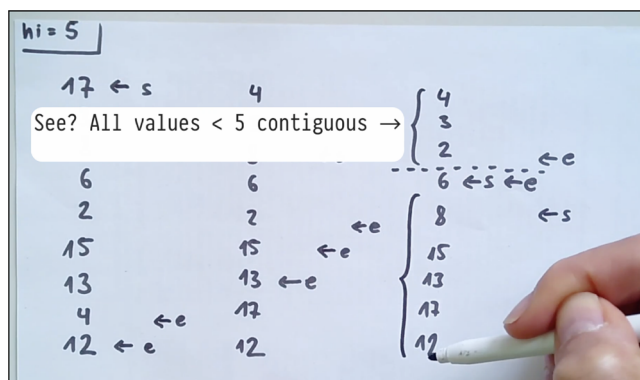 hi = 5
17 ← s
4
4
See? All values < 5 contiguous →
3
2 ← e
6
6
6 ← s ← e
2
2 ← e
8 ← s
15
15 ← e
15
13
13 ← e
13
4 ← e
17
17
12 ← e
12
12